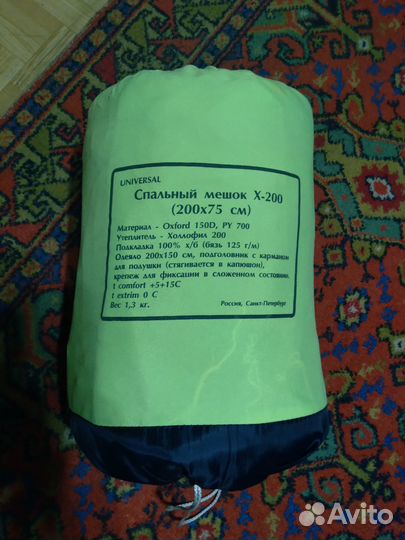 UNIVERSAL
Спальный мешок X-200
(200x75 см)
Материал - Oxford 150D, PY 700
Утеплитель - Холлофил 200
Подкладка 100% х/б (бязь 125 г/м)
Одеяло 200x150 см, подголовник с карманом
для подушки (стягивается в капюшон),
крепеж для фиксации в сложенном состоянии.
t comfort +5+15C
t extrim 0 C
Вес 1,3 кг.
Россия, Санкт-Петербург
Avito